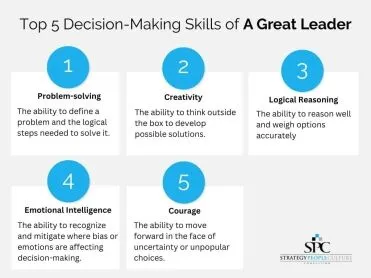 Top 5 Decision-Making Skills of A Great Leader
1
Problem-solving
The ability to define a
problem and the logical
steps needed to solve it.
2
Creativity
The ability to think outside
the box to develop
possible solutions.
3
Logical Reasoning
The ability to reason well
and weigh options
accurately
4
Emotional Intelligence
The ability to recognize
and mitigate where bias or
emotions are affecting
decision-making.
5
Courage
The ability to move
forward in the face of
uncertainty or unpopular
choices.
SPC
STRATEGY PEOPLE CULTURE
CONSULTING